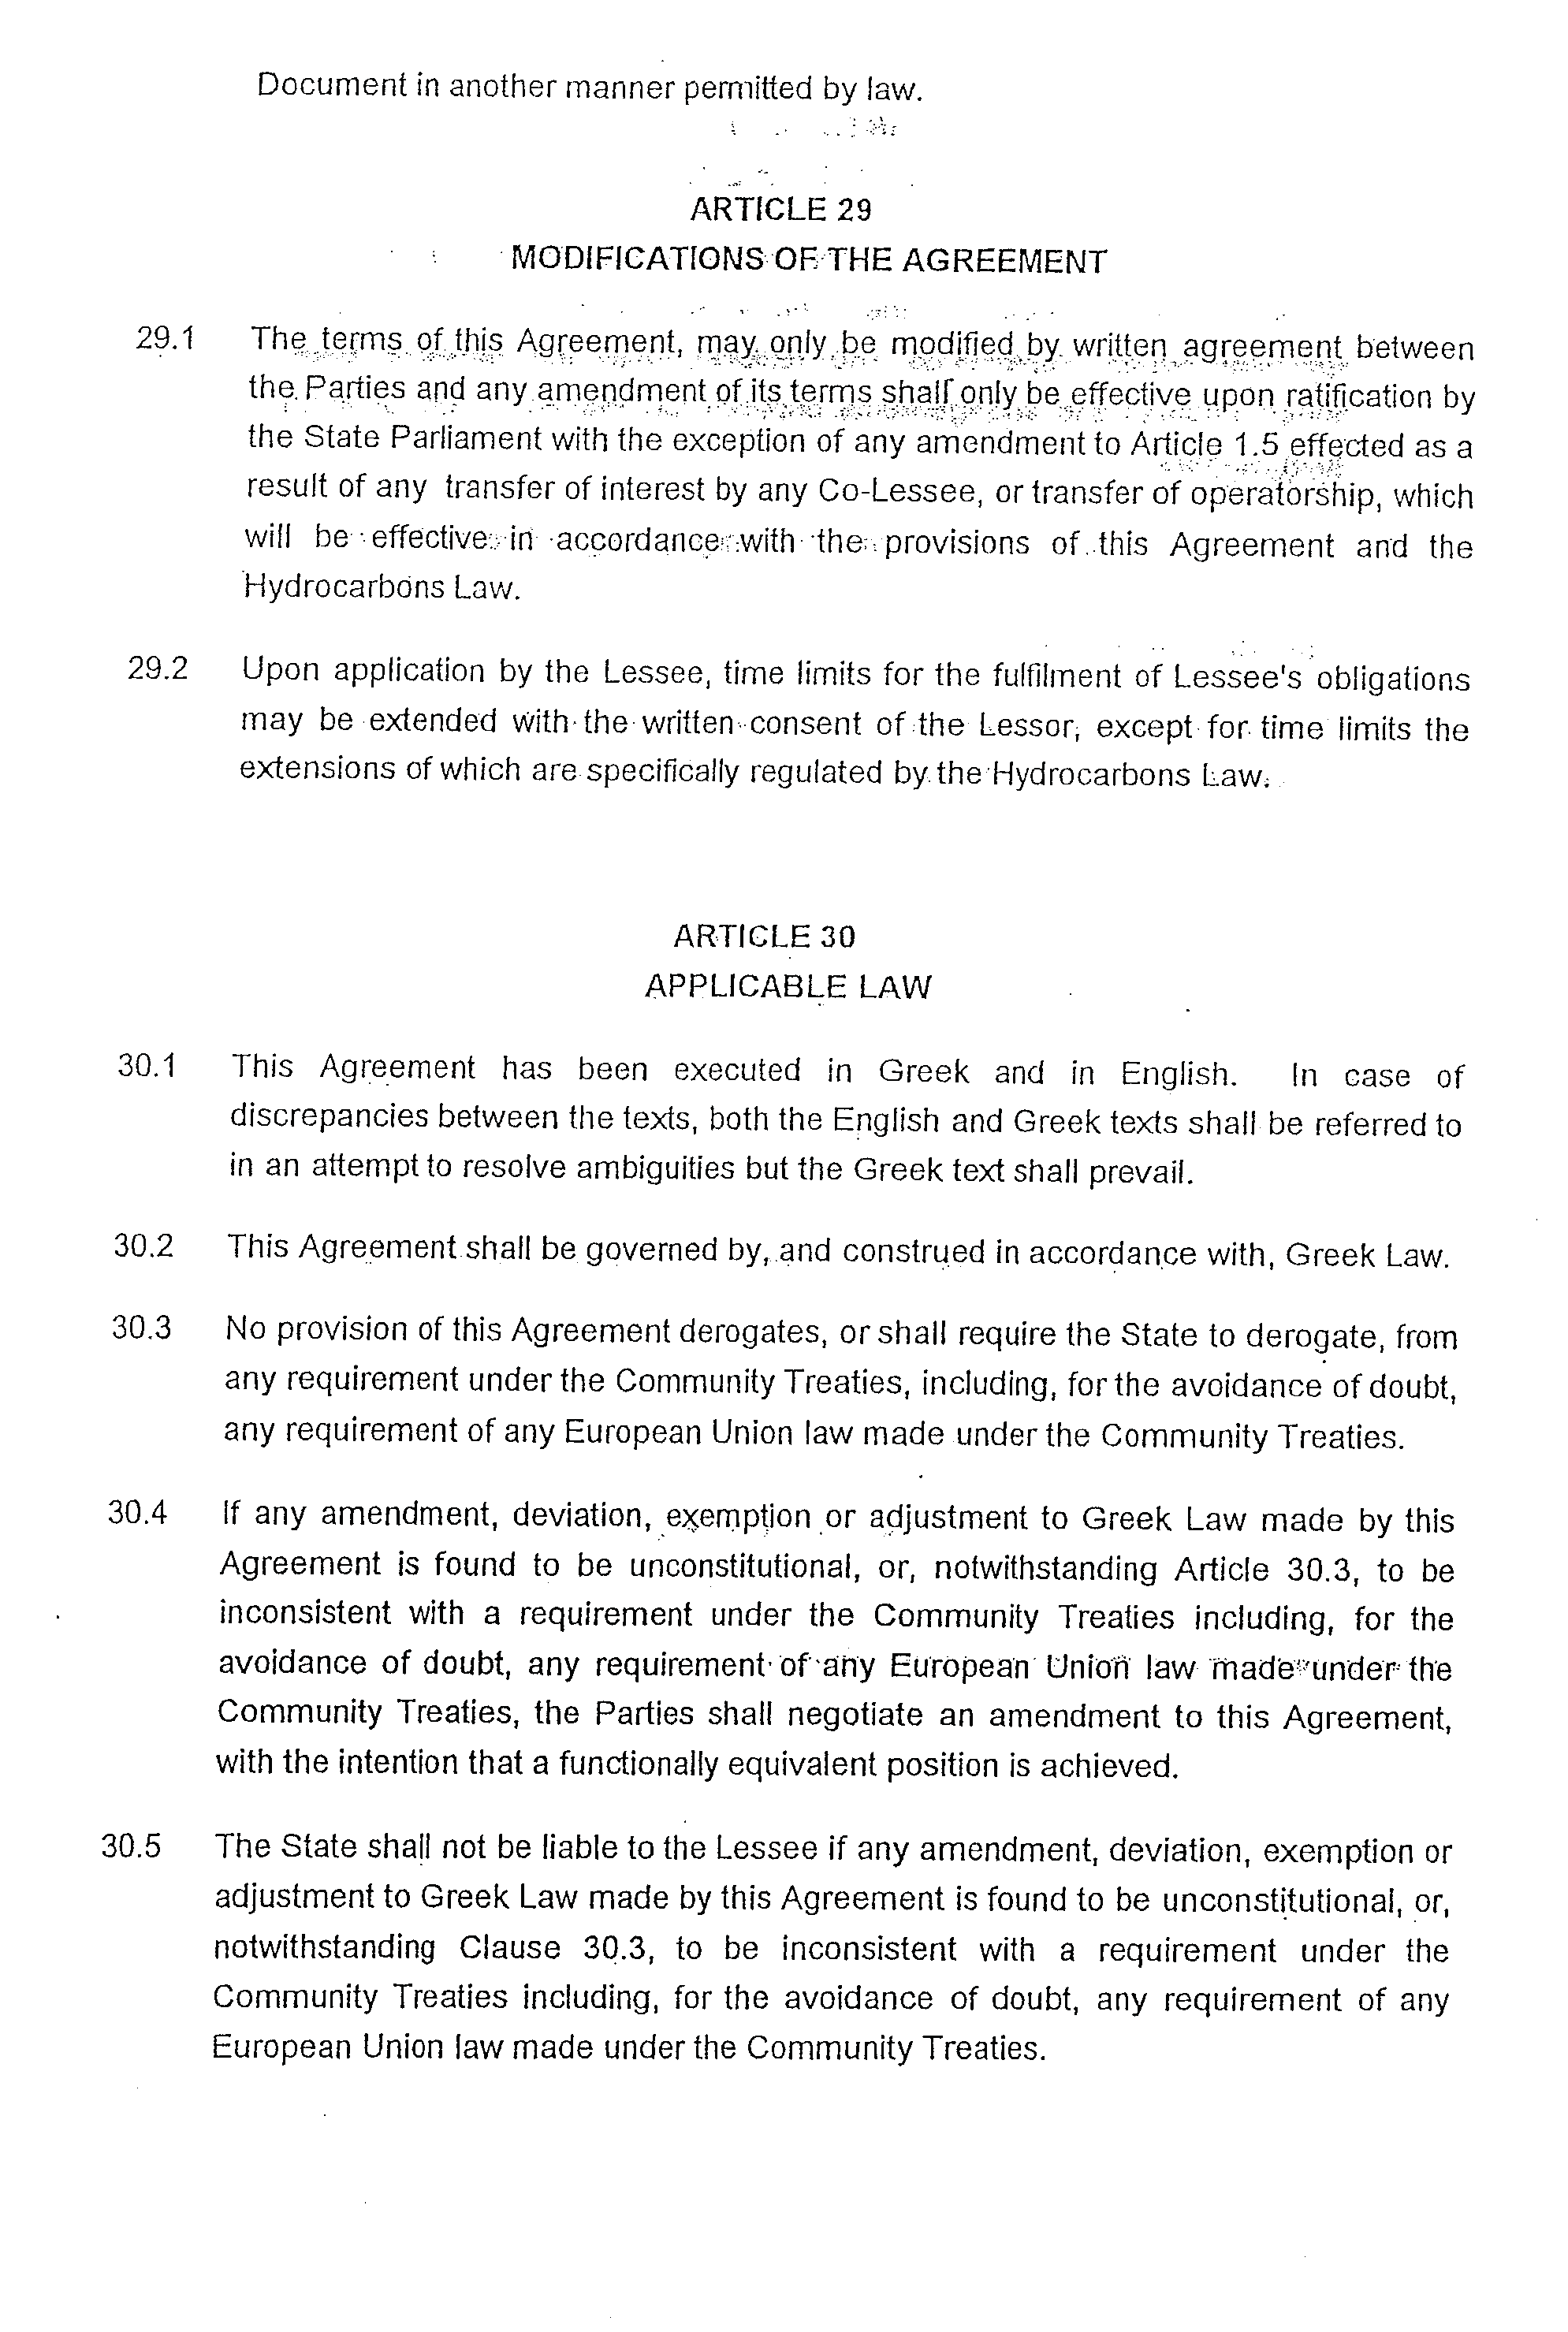 Document in another manner permitted by law.
ARTICLE 29
MODIFICATIONS OF THE AGREEMENT
29.1 The terms of this Agreement, may only be modified by written agreement between
the Parties and any amendment of its terms shall only be effective upon ratification by
the State Parliament with the exception of any amendment to Article 1.5 effected as a
result of any transfer of interest by any Co-Lessee, or transfer of operatorship, which
will be effective in accordance with the provisions of this Agreement and the
Hydrocarbons Law.
29.2 Upon application by the Lessee, time limits for the fulfilment of Lessee's obligations
may be extended with the written consent of the Lessor, except for time limits the
extensions of which are specifically regulated by the Hydrocarbons Law.
ARTICLE 30
APPLICABLE LAW
30.1 This Agreement has been executed in Greek and in English. In case of
discrepancies between the texts, both the English and Greek texts shall be referred to
in an attempt to resolve ambiguities but the Greek text shall prevail.
30.2 This Agreement shall be governed by, and construed in accordance with, Greek Law.
30.3 No provision of this Agreement derogates, or shall require the State to derogate, from
any requirement under the Community Treaties, including, for the avoidance of doubt,
any requirement of any European Union law made under the Community Treaties.
30.4 If any amendment, deviation, exemption or adjustment to Greek Law made by this
Agreement is found to be unconstitutional, or, notwithstanding Article 30.3, to be
inconsistent with a requirement under the Community Treaties including, for the
avoidance of doubt, any requirement of any European Union law made under the
Community Treaties, the Parties shall negotiate an amendment to this Agreement,
with the intention that a functionally equivalent position is achieved.
30.5 The State shall not be liable to the Lessee if any amendment, deviation, exemption or
adjustment to Greek Law made by this Agreement is found to be unconstitutional, or,
notwithstanding Clause 30.3, to be inconsistent with a requirement under the
Community Treaties including, for the avoidance of doubt, any requirement of any
European Union law made under the Community Treaties.